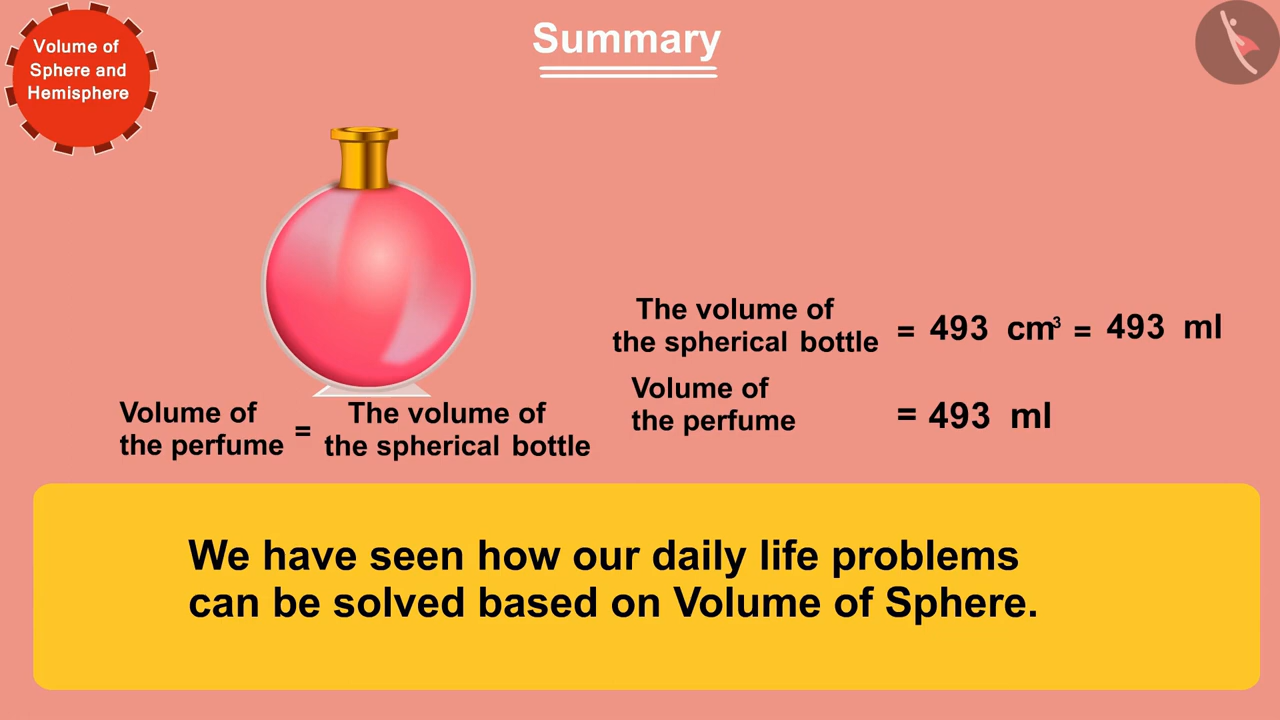 Volume of
Sphere and
Hemisphere
Summary
The volume of
the spherical bottle = 493 cm³ = 493 ml
Volume of
the perfume = 493 ml
Volume of
the perfume = The volume of
the spherical bottle
We have seen how our daily life problems
can be solved based on Volume of Sphere.